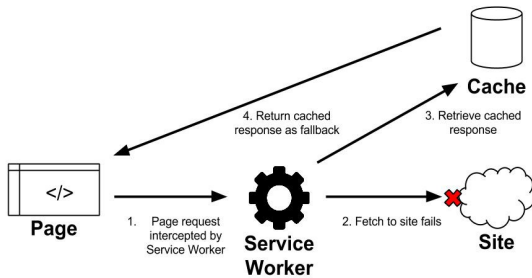 Cache
4. Return cached
response as fallback
3. Retrieve cached
response
</>
Page
1. Page request
intercepted by
Service Worker
Service
Worker
2. Fetch to site fails
Site